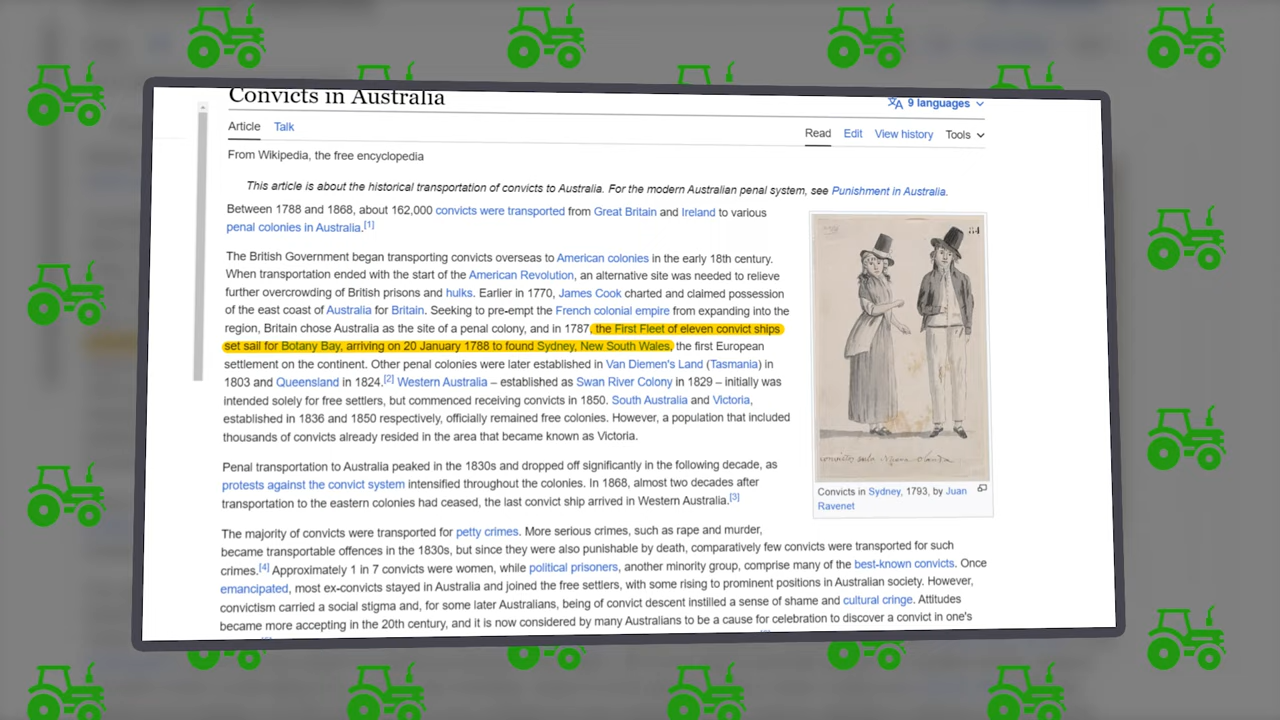 Convicts in Australia
9 languages
Article Talk
Read Edit View history Tools
From Wikipedia, the free encyclopedia
This article is about the historical transportation of convicts to Australia. For the modern Australian penal system, see Punishment in Australia.
Between 1788 and 1868, about 162,000 convicts were transported from Great Britain and Ireland to various
penal colonies in Australia.[1]
The British Government began transporting convicts overseas to American colonies in the early 18th century.
When transportation ended with the start of the American Revolution, an alternative site was needed to relieve
further overcrowding of British prisons and hulks. Earlier in 1770, James Cook charted and claimed possession
of the east coast of Australia for Britain. Seeking to pre-empt the French colonial empire from expanding into the
region, Britain chose Australia as the site of a penal colony, and in 1787, the First Fleet of eleven convict ships
set sail for Botany Bay, arriving on 20 January 1788 to found Sydney, New South Wales, the first European
settlement on the continent. Other penal colonies were later established in Van Diemen's Land (Tasmania) in
1803 and Queensland in 1824.[2] Western Australia – established as Swan River Colony in 1829 – initially was
intended solely for free settlers, but commenced receiving convicts in 1850. South Australia and Victoria,
established in 1836 and 1850 respectively, officially remained free colonies. However, a population that included
thousands of convicts already resided in the area that became known as Victoria.
Penal transportation to Australia peaked in the 1830s and dropped off significantly in the following decade, as
protests against the convict system intensified throughout the colonies. In 1868, almost two decades after
transportation to the eastern colonies had ceased, the last convict ship arrived in Western Australia.[3]
Convicts in Sydney, 1793, by Juan
Ravenet
The majority of convicts were transported for petty crimes. More serious crimes, such as rape and murder,
became transportable offences in the 1830s, but since they were also punishable by death, comparatively few convicts were transported for such
crimes.[4] Approximately 1 in 7 convicts were women, while political prisoners, another minority group, comprise many of the best-known convicts. Once
emancipated, most ex-convicts stayed in Australia and joined the free settlers, with some rising to prominent positions in Australian society. However,
convictism carried a social stigma and, for some later Australians, being of convict descent instilled a sense of shame and cultural cringe. Attitudes
became more accepting in the 20th century, and it is now considered by many Australians to be a cause for celebration to discover a convict in one's